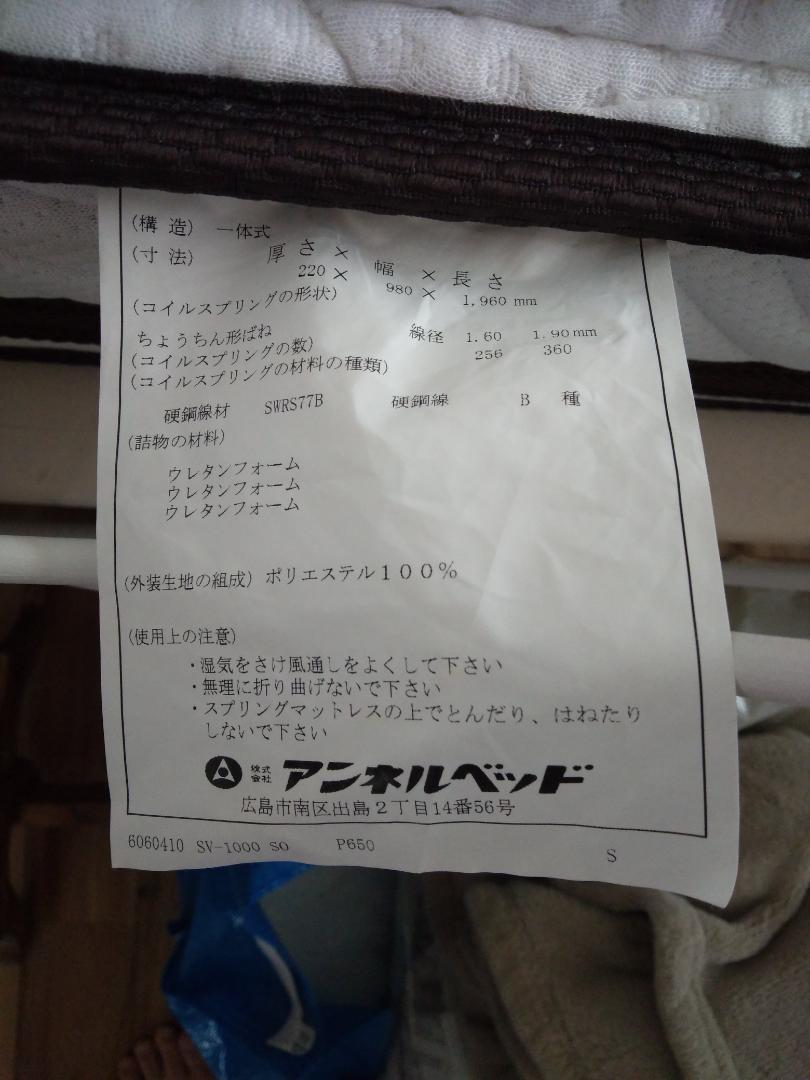 (構 造) 一体式
(寸 法) 厚 さ × 幅 × 長 さ
220 × 980 × 1,960 mm
(コイルスプリングの形状)
ちょうちん形ばね 線径 1.60 1.90mm
(コイルスプリングの数) 256 360
(コイルスプリングの材料の種類)
硬鋼線材 SWRS77B 硬鋼線 B 種
(詰物の材料)
ウレタンフォーム
ウレタンフォーム
ウレタンフォーム
(外装生地の組成) ポリエステル100%
(使用上の注意)
・湿気をさけ風通しをよくして下さい
・無理に折り曲げないで下さい
・スプリングマットレスの上でとんだり、はねたり
しないで下さい
株式会社 アンネルベッド
広島市南区出島2丁目14番56号
6060410 SV-1000 SO P650 S